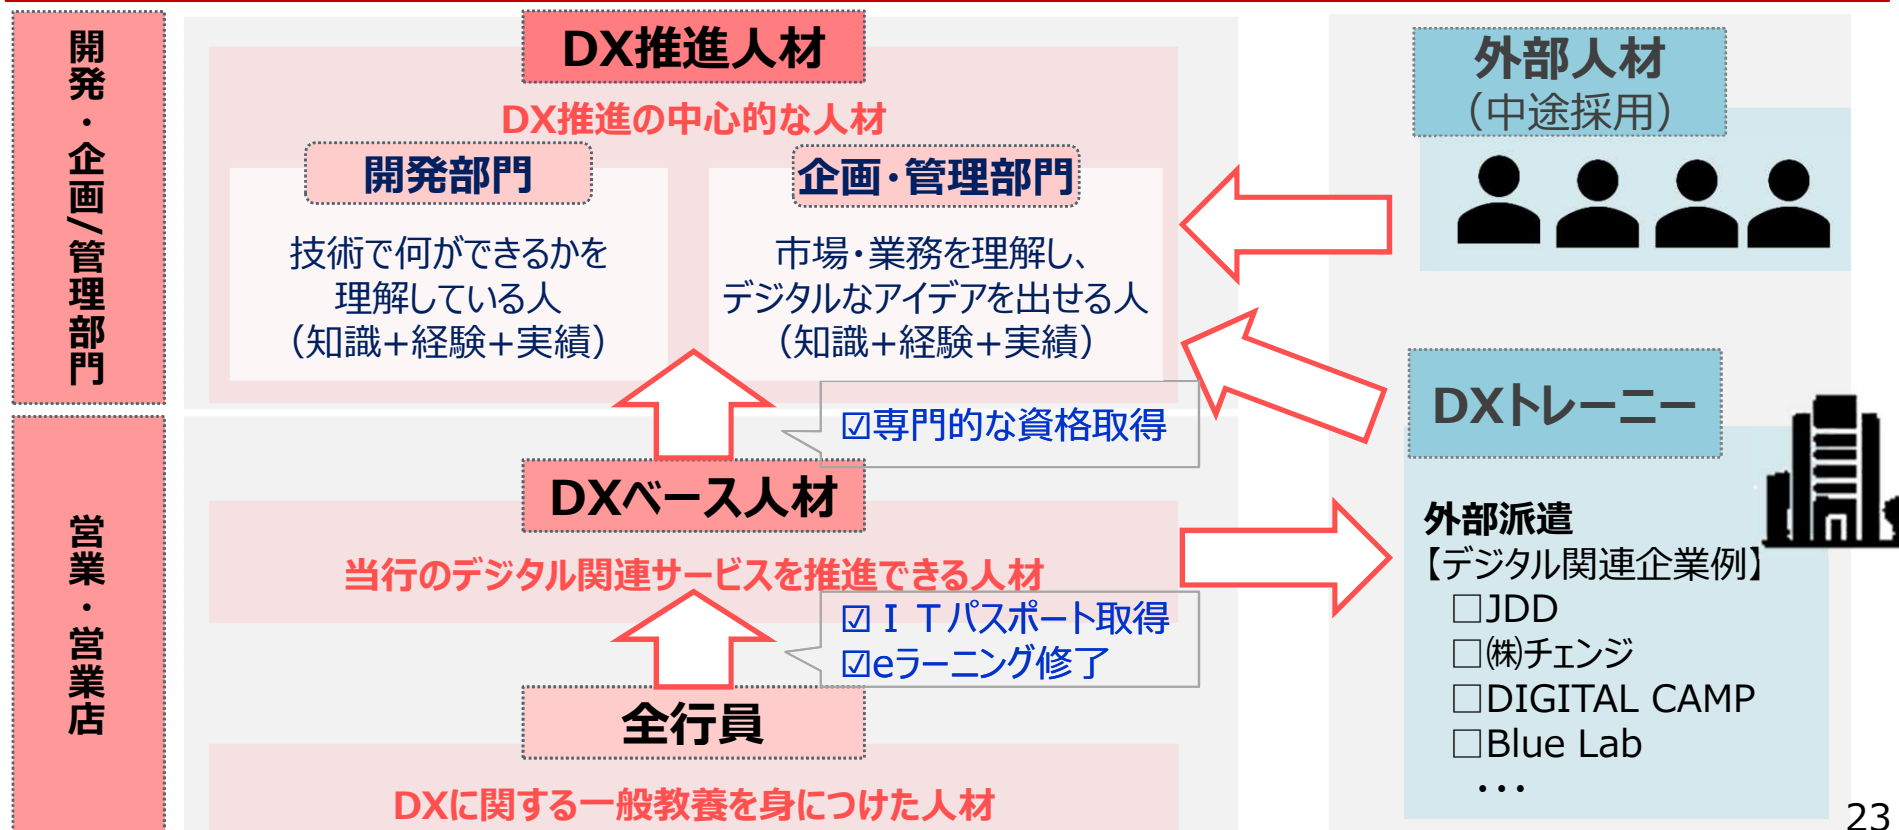 開発・企画/管理部門
DX推進人材
DX推進の中心的な人材
開発部門
技術で何ができるかを
理解している人
（知識+経験+実績）
企画・管理部門
市場・業務を理解し、
デジタルなアイデアを出せる人
（知識+経験+実績）
外部人材
（中途採用）
☑専門的な資格取得
営業・営業店
DXベース人材
当行のデジタル関連サービスを推進できる人材
☑ＩＴパスポート取得
☑eラーニング修了
全行員
DXに関する一般教養を身につけた人材
DXトレーニー
外部派遣
【デジタル関連企業例】
□JDD
□㈱チェンジ
□DIGITAL CAMP
□Blue Lab
・・・
23